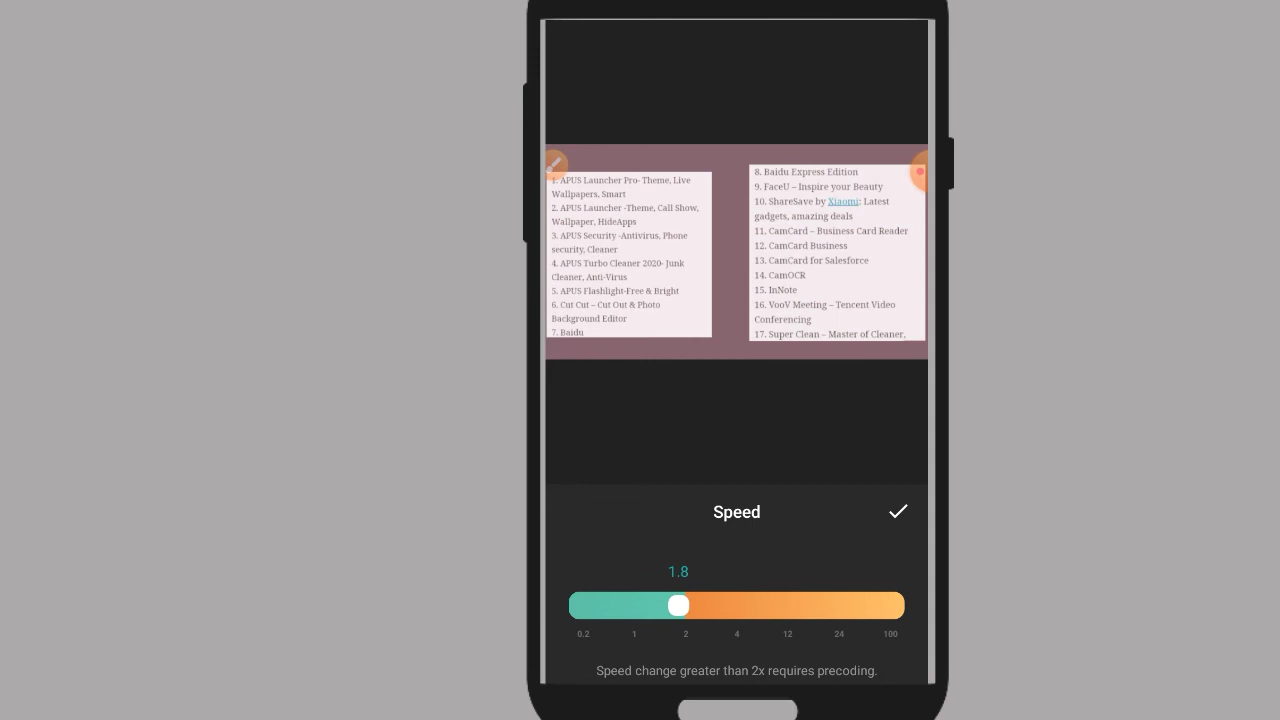 1. APUS Launcher Pro- Theme, Live
Wallpapers, Smart
2. APUS Launcher -Theme, Call Show,
Wallpaper, HideApps
3. APUS Security -Antivirus, Phone
security, Cleaner
4. APUS Turbo Cleaner 2020- Junk
Cleaner, Anti-Virus
5. APUS Flashlight-Free & Bright
6. Cut Cut – Cut Out & Photo
Background Editor
7. Baidu
8. Baidu Express Edition
9. FaceU – Inspire your Beauty
10. ShareSave by Xiaomi: Latest
gadgets, amazing deals
11. CamCard – Business Card Reader
12. CamCard Business
13. CamCard for Salesforce
14. CamOCR
15. InNote
16. VooV Meeting – Tencent Video
Conferencing
17. Super Clean – Master of Cleaner,
Speed
1.8
0.2 1 2 4 12 24 100
Speed change greater than 2x requires precoding.